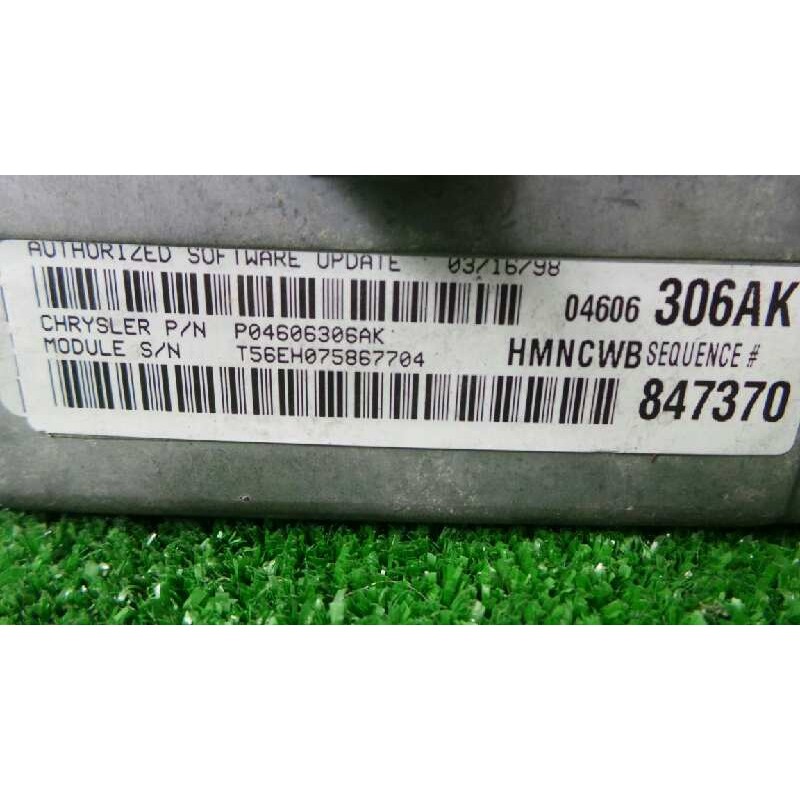 AUTHORIZED SOFTWARE UPDATE 03/16/98
04606 306AK
CHRYSLER P/N P04606306AK
MODULE S/N T56EH075867704
HMNCWB SEQUENCE #
847370